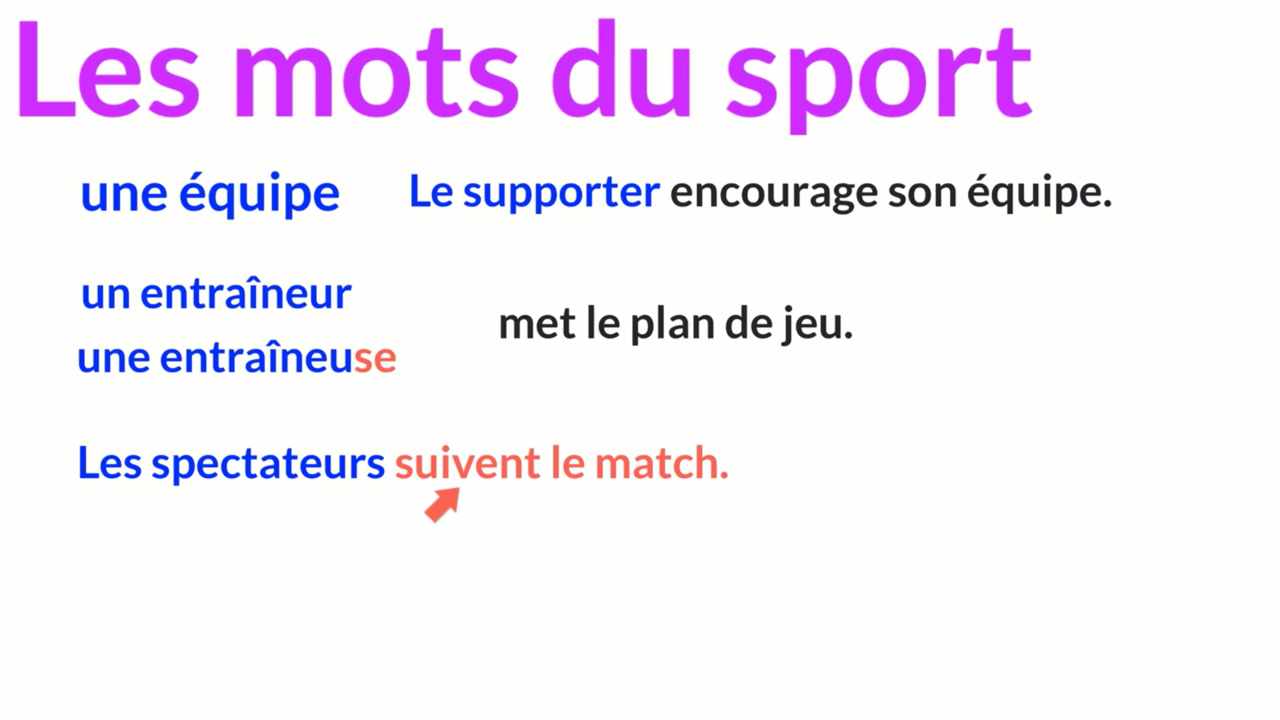 Les mots du sport
une équipe Le supporter encourage son équipe.
un entraîneur
met le plan de jeu.
une entraîneuse
Les spectateurs suivent le match.